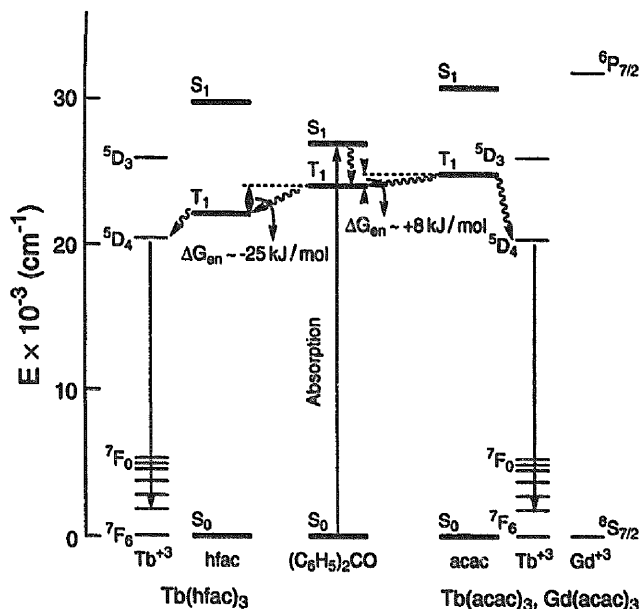 E × 10⁻³ (cm⁻¹)
30
20
10
0
⁵D₃
⁵D₄
⁷F₀
⁷F₆
Tb⁺³
S₁
T₁
S₀
hfac
Tb(hfac)₃
ΔGₑₙ ~ -25 kJ/mol
S₁
T₁
Absorption
S₀
(C₆H₅)₂CO
ΔGₑₙ ~ +8 kJ/mol
S₁
T₁
S₀
acac
⁵D₃
⁵D₄
⁷F₀
⁷F₆
Tb⁺³
⁶P₇/₂
⁸S₇/₂
Gd⁺³
Tb(acac)₃, Gd(acac)₃